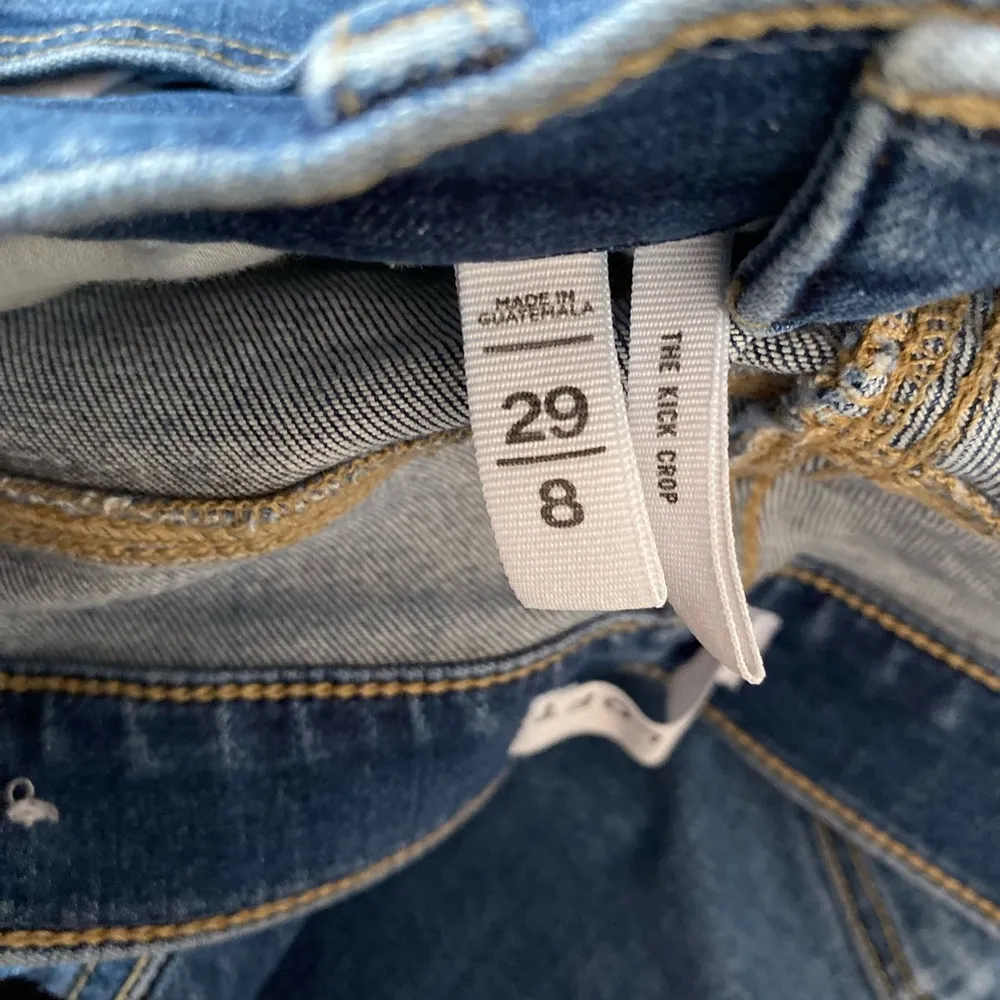 MADE IN
GUATEMALA
29
8
THE KICK CROP